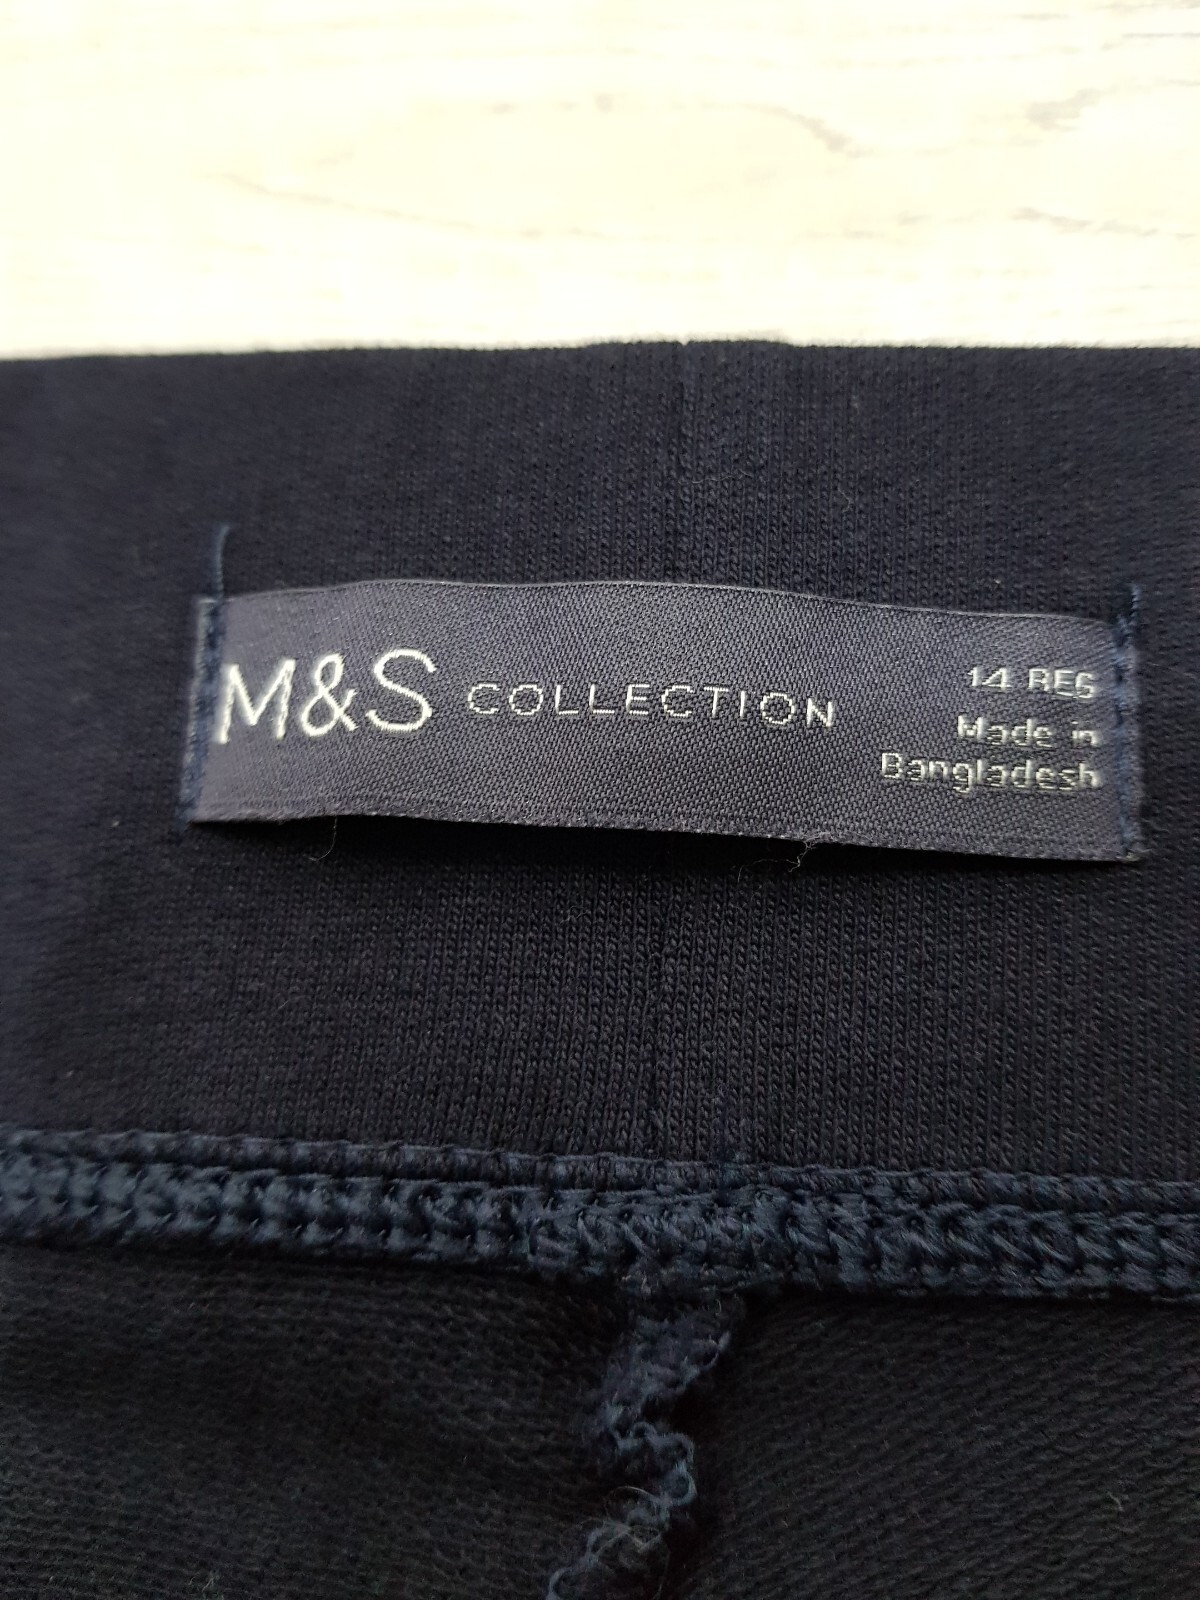 M&S COLLECTION
14 REG
Made in
Bangladesh